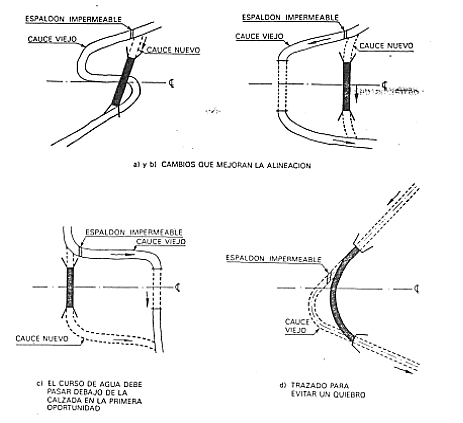 ESPALDON IMPERMEABLE
CAUCE VIEJO
CAUCE NUEVO
℄
ESPALDON IMPERMEABLE
CAUCE VIEJO
CAUCE NUEVO
℄
a) y b) CAMBIOS QUE MEJORAN LA ALINEACION
ESPALDON IMPERMEABLE
CAUCE VIEJO
℄
CAUCE NUEVO
c) EL CURSO DE AGUA DEBE
PASAR DEBAJO DE LA
CALZADA EN LA PRIMERA
OPORTUNIDAD
ESPALDON IMPERMEABLE
℄
CAUCE
VIEJO
d) TRAZADO PARA
EVITAR UN QUIEBRO